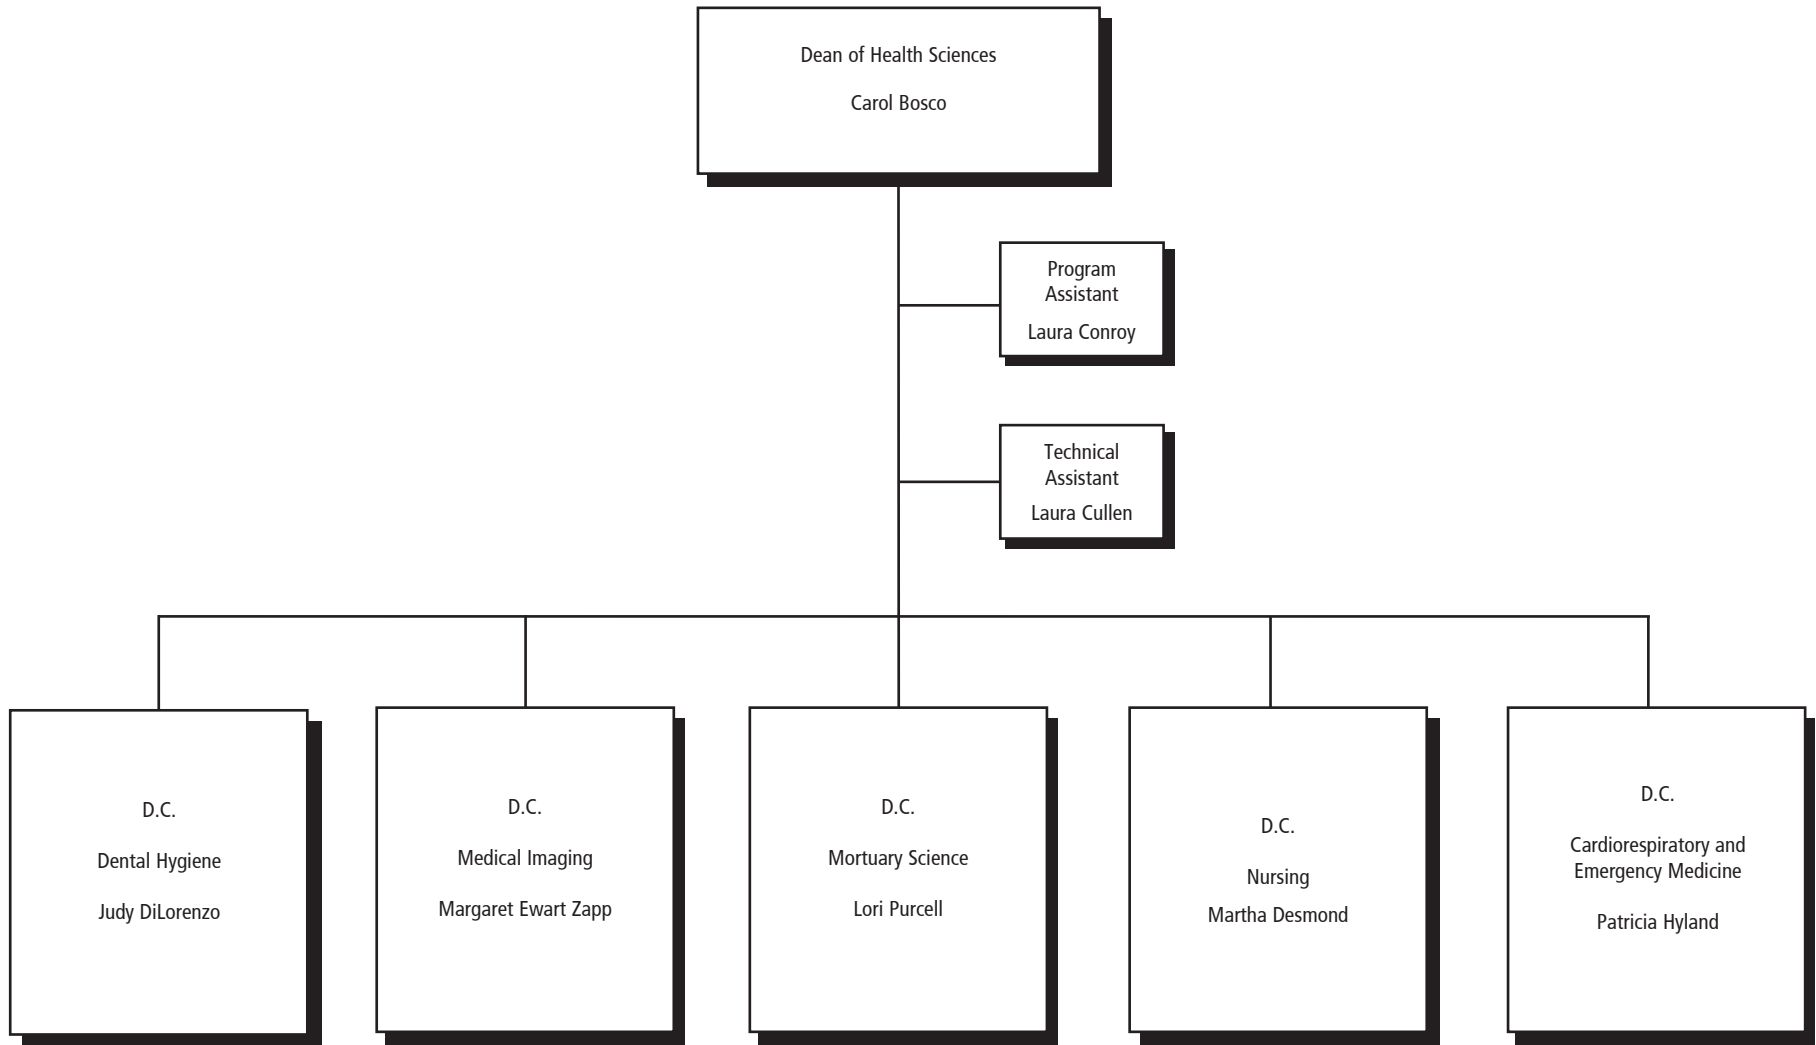 Dean of Health Sciences
Carol Bosco
Program
Assistant
Laura Conroy
Technical
Assistant
Laura Cullen
D.C.
Dental Hygiene
Judy DiLorenzo
D.C.
Medical Imaging
Margaret Ewart Zapp
D.C.
Mortuary Science
Lori Purcell
D.C.
Nursing
Martha Desmond
D.C.
Cardiorespiratory and
Emergency Medicine
Patricia Hyland